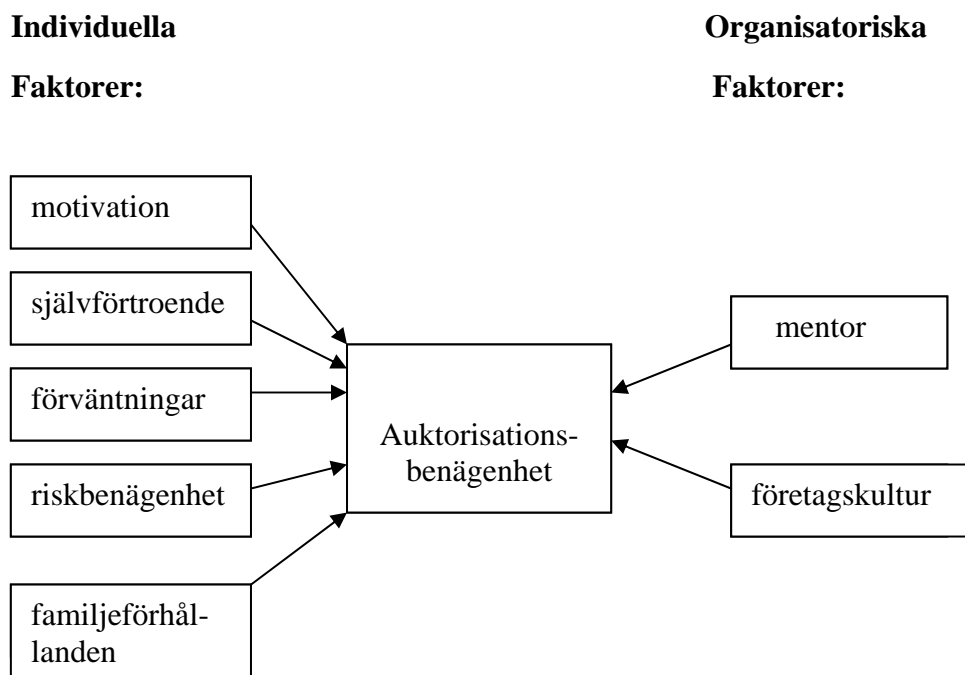 Individuella
Faktorer:
Organisatoriska
Faktorer:
motivation
självförtroende
förväntningar
riskbenägenhet
familjeförhål-
landen
Auktorisations-
benägenhet
mentor
företagskultur